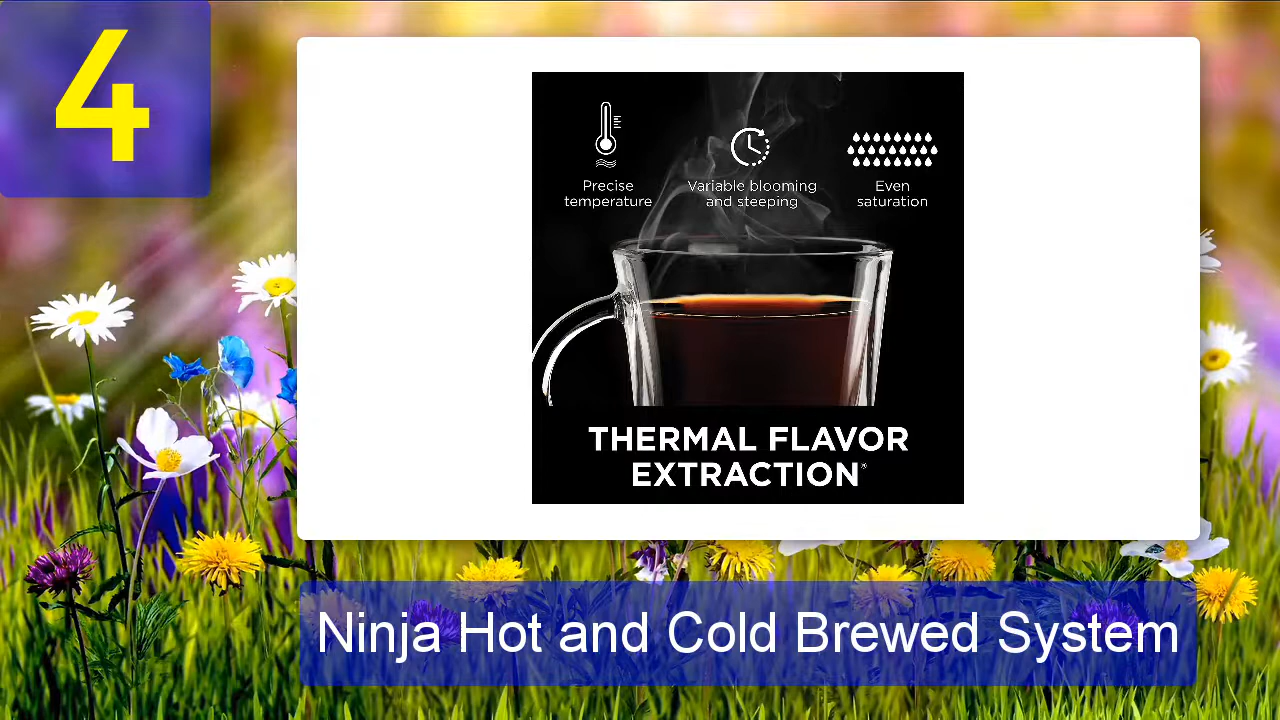 4
Precise
temperature
Variable blooming
and steeping
Even
saturation
THERMAL FLAVOR
EXTRACTION®
Ninja Hot and Cold Brewed System